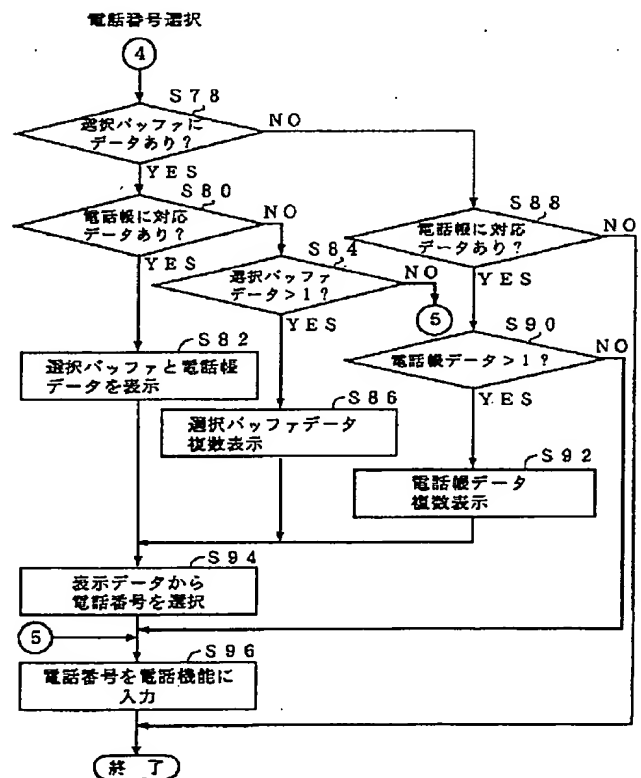 電話番号選択
4
S78
選択バッファに
データあり?
NO
YES
S80
電話帳に対応
データあり?
NO
YES
S88
電話帳に対応
データあり?
NO
YES
S84
選択バッファ
データ>1?
NO
YES
5
S90
電話帳データ>1?
NO
YES
S82
選択バッファと電話帳
データを表示
S86
選択バッファデータ
複数表示
S92
電話帳データ
複数表示
S94
表示データから
電話番号を選択
5
S96
電話番号を電話機能に
入力
終了